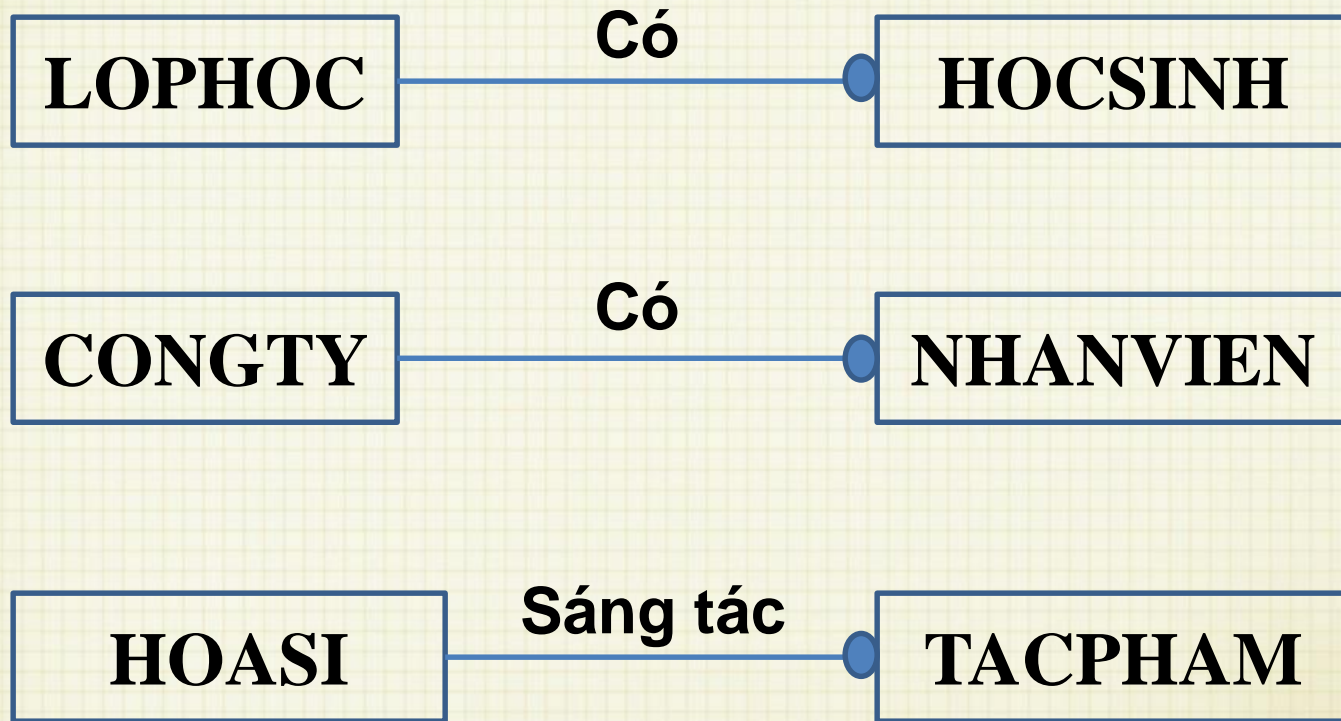 Có
LOPHOC HOCSINH
Có
CONGTY NHANVIEN
Sáng tác
HOASI TACPHAM